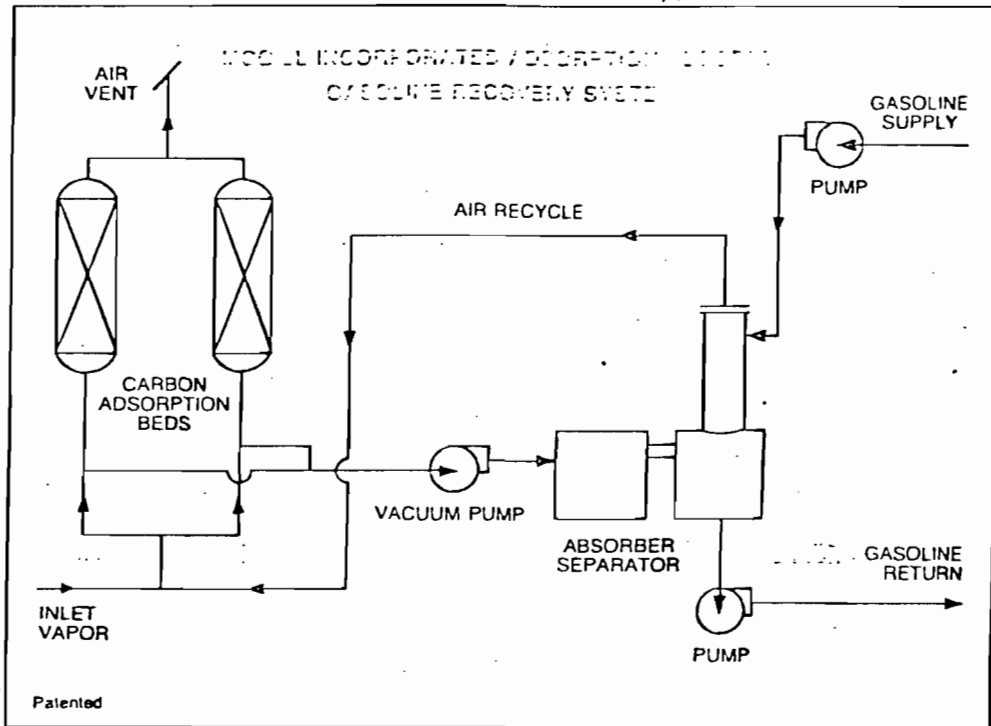 INCORPORATED
GASOLINE RECOVERY
AIR
VENT
GASOLINE
SUPPLY
PUMP
AIR RECYCLE
CARBON
ADSORPTION
BEDS
VACUUM PUMP
ABSORBER
SEPARATOR
GASOLINE
RETURN
INLET
VAPOR
PUMP
Patented